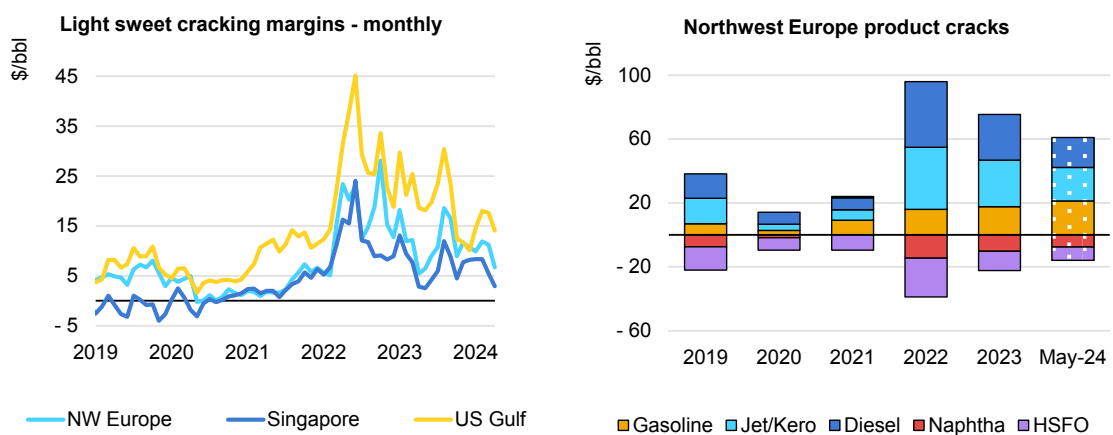 Light sweet cracking margins - monthly
$/bbl
45
35
25
15
5
- 5
2019 2020 2021 2022 2023 2024
NW Europe Singapore US Gulf
Northwest Europe product cracks
$/bbl
100
60
20
- 20
- 60
2019 2020 2021 2022 2023 May-24
Gasoline Jet/Kero Diesel Naphtha HSFO